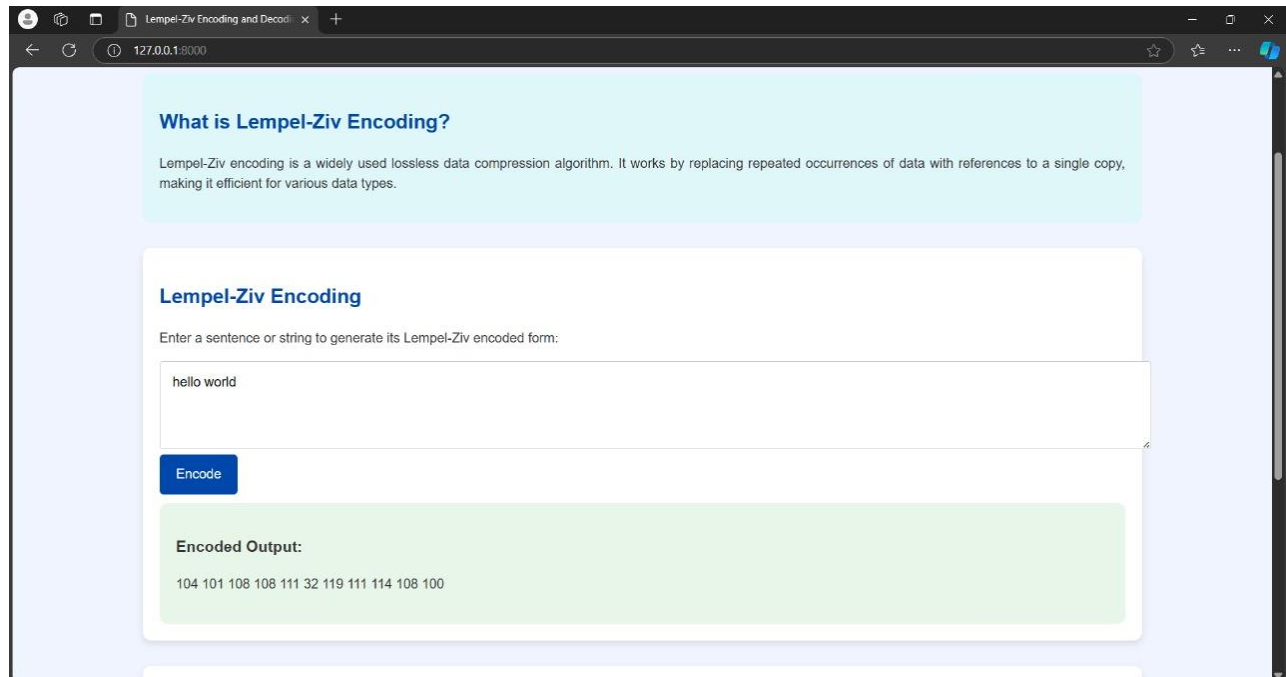 Lempel-Ziv Encoding and Decodi
127.0.0.1:8000
What is Lempel-Ziv Encoding?
Lempel-Ziv encoding is a widely used lossless data compression algorithm. It works by replacing repeated occurrences of data with references to a single copy,
making it efficient for various data types.
Lempel-Ziv Encoding
Enter a sentence or string to generate its Lempel-Ziv encoded form:
hello world
Encode
Encoded Output:
104 101 108 108 111 32 119 111 114 108 100